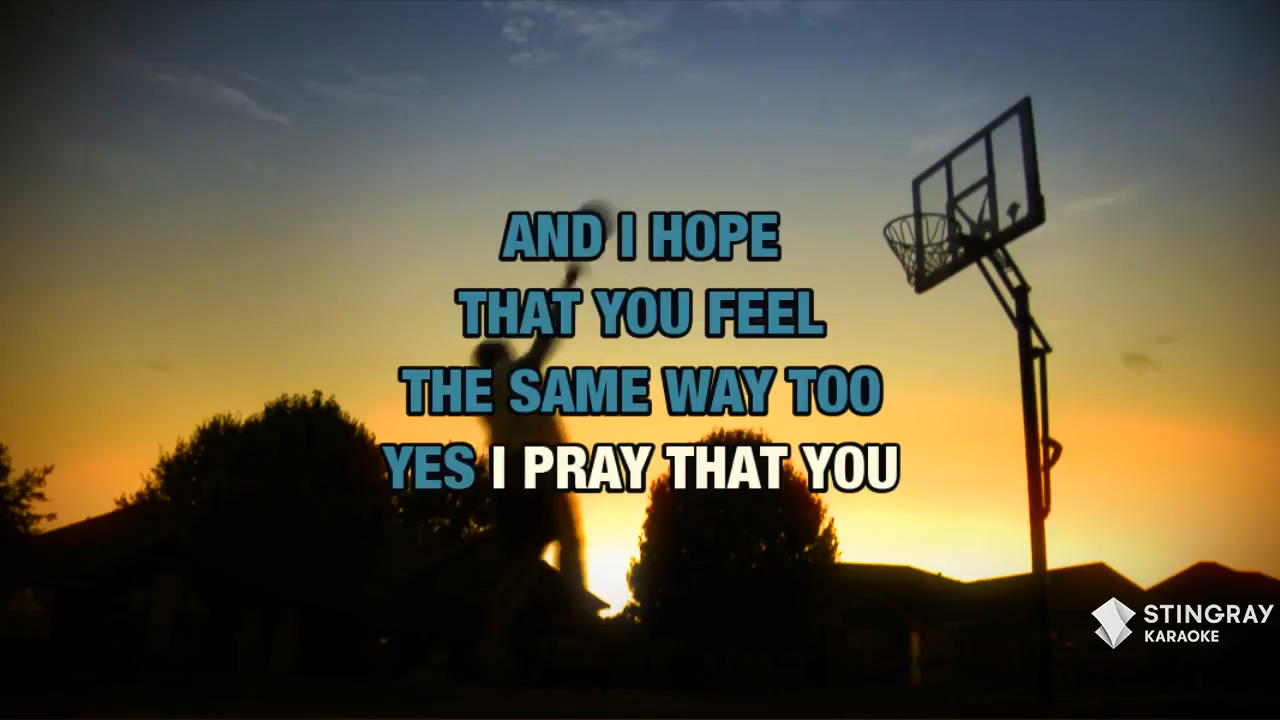 AND I HOPE
THAT YOU FEEL
THE SAME WAY TOO
YES I PRAY THAT YOU
STINGRAY
KARAOKE